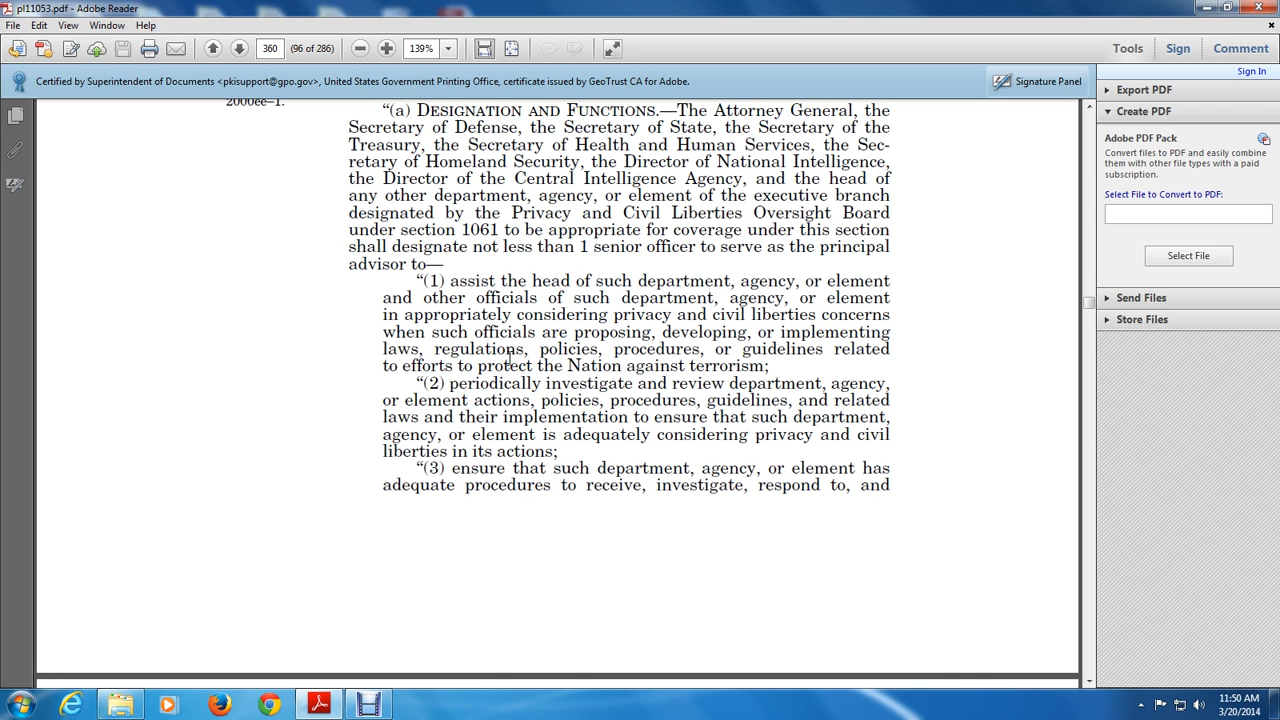 pl11053.pdf - Adobe Reader
File Edit View Window Help
360 (96 of 286) 139% Tools Sign Comment
Certified by Superintendent of Documents <pkisupport@gpo.gov>, United States Government Printing Office, certificate issued by GeoTrust CA for Adobe. Signature Panel
Sign In
Export PDF
Create PDF
Adobe PDF Pack
Convert files to PDF and easily combine
them with other file types with a paid
subscription.
Select File to Convert to PDF:
Select File
Send Files
Store Files
2000ee–1.
“(a) DESIGNATION AND FUNCTIONS.—The Attorney General, the
Secretary of Defense, the Secretary of State, the Secretary of the
Treasury, the Secretary of Health and Human Services, the Sec-
retary of Homeland Security, the Director of National Intelligence,
the Director of the Central Intelligence Agency, and the head of
any other department, agency, or element of the executive branch
designated by the Privacy and Civil Liberties Oversight Board
under section 1061 to be appropriate for coverage under this section
shall designate not less than 1 senior officer to serve as the principal
advisor to—
“(1) assist the head of such department, agency, or element
and other officials of such department, agency, or element
in appropriately considering privacy and civil liberties concerns
when such officials are proposing, developing, or implementing
laws, regulations, policies, procedures, or guidelines related
to efforts to protect the Nation against terrorism;
“(2) periodically investigate and review department, agency,
or element actions, policies, procedures, guidelines, and related
laws and their implementation to ensure that such department,
agency, or element is adequately considering privacy and civil
liberties in its actions;
“(3) ensure that such department, agency, or element has
adequate procedures to receive, investigate, respond to, and
11:50 AM
3/20/2014